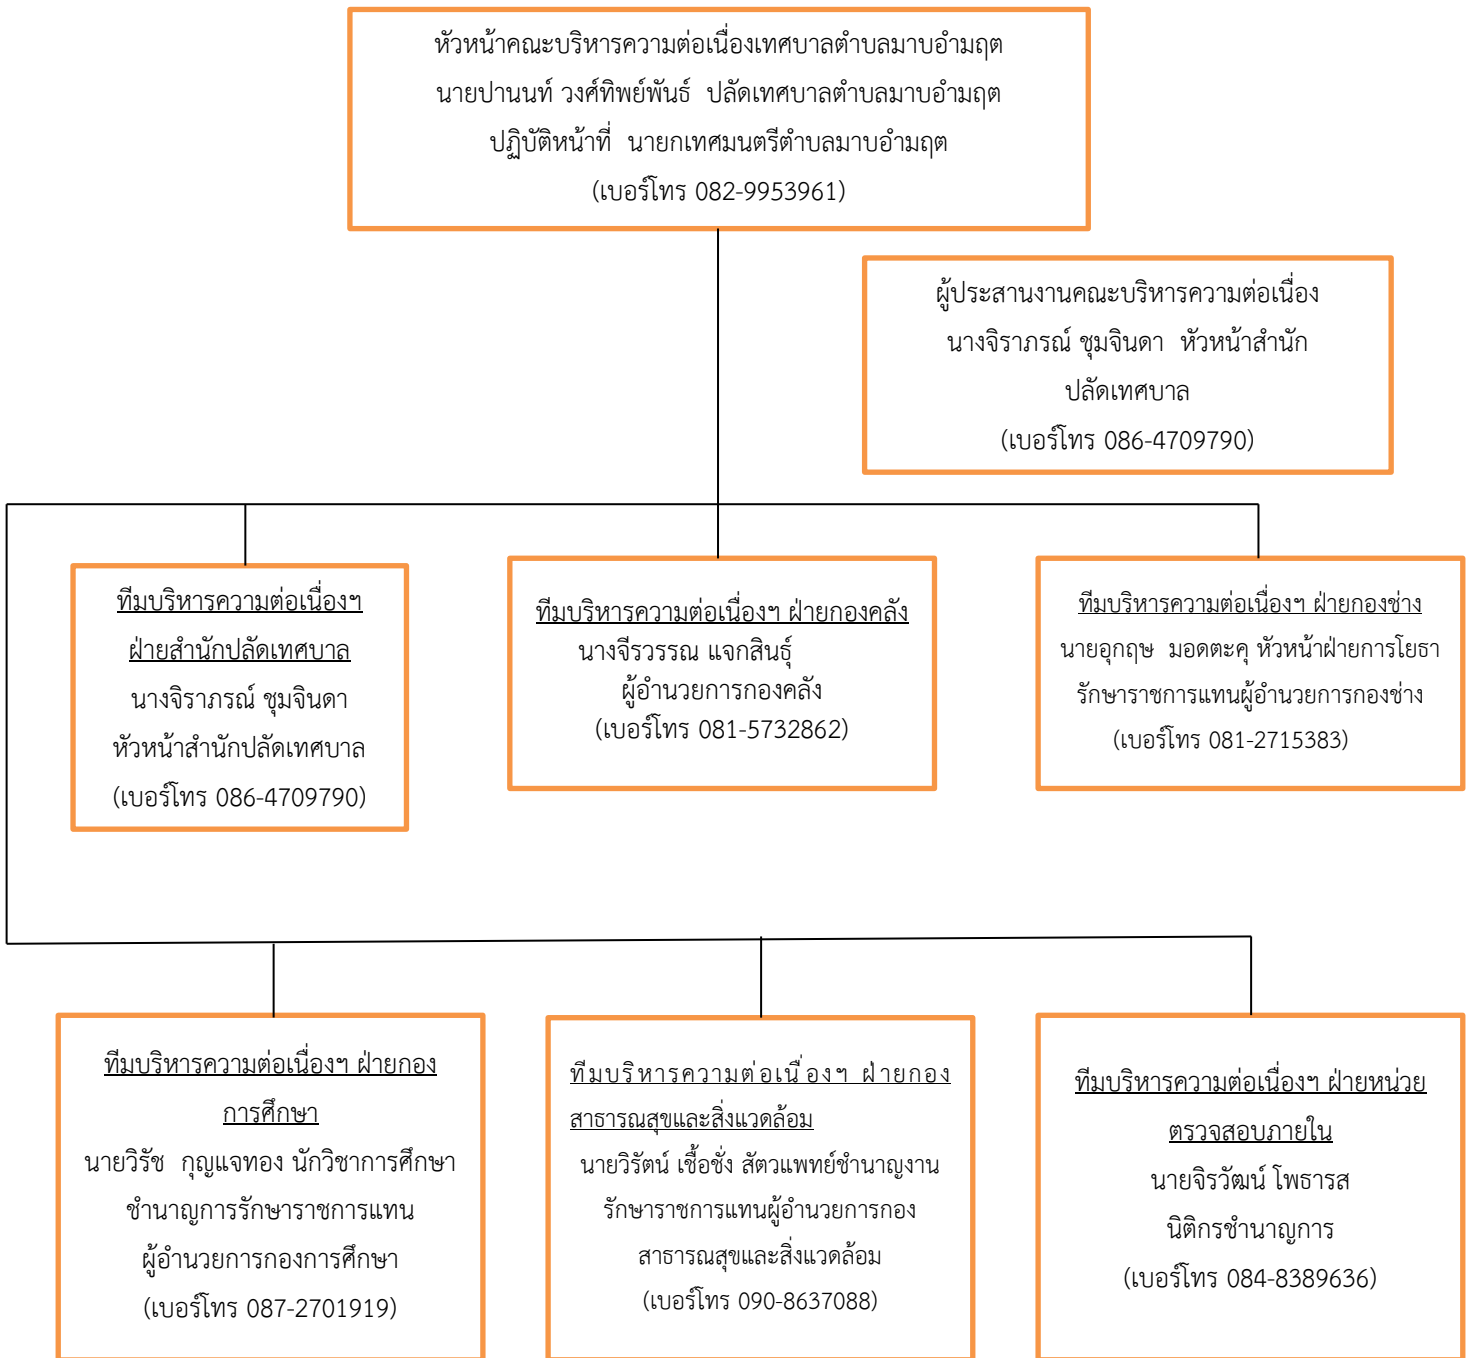 หัวหน้าคณะบริหารความต่อเนื่องเทศบาลตำบลมาบอำมฤต
นายปานนท์ วงศ์ทิพย์พันธ์  ปลัดเทศบาลตำบลมาบอำมฤต
ปฏิบัติหน้าที่  นายกเทศมนตรีตำบลมาบอำมฤต
(เบอร์โทร 082-9953961)
ผู้ประสานงานคณะบริหารความต่อเนื่อง
นางจิราภรณ์ ชุมจินดา  หัวหน้าสำนัก
ปลัดเทศบาล
(เบอร์โทร 086-4709790)
ทีมบริหารความต่อเนื่องฯ
ฝ่ายสำนักปลัดเทศบาล
นางจิราภรณ์ ชุมจินดา
หัวหน้าสำนักปลัดเทศบาล
(เบอร์โทร 086-4709790)
ทีมบริหารความต่อเนื่องฯ ฝ่ายกองคลัง
นางจีรวรรณ แจกสินธุ์
ผู้อำนวยการกองคลัง
(เบอร์โทร 081-5732862)
ทีมบริหารความต่อเนื่องฯ ฝ่ายกองช่าง
นายอุกฤษ  มอดตะคุ หัวหน้าฝ่ายการโยธา
รักษาราชการแทนผู้อำนวยการกองช่าง
(เบอร์โทร 081-2715383)
ทีมบริหารความต่อเนื่องฯ ฝ่ายกอง
การศึกษา
นายวิรัช  กุญแจทอง นักวิชาการศึกษา
ชำนาญการรักษาราชการแทน
ผู้อำนวยการกองการศึกษา
(เบอร์โทร 087-2701919)
ทีมบริหารความต่อเนื่องฯ ฝ่ายกอง
สาธารณสุขและสิ่งแวดล้อม
นายวิรัตน์ เชื้อชั่ง สัตวแพทย์ชำนาญงาน
รักษาราชการแทนผู้อำนวยการกอง
สาธารณสุขและสิ่งแวดล้อม
(เบอร์โทร 090-8637088)
ทีมบริหารความต่อเนื่องฯ ฝ่ายหน่วย
ตรวจสอบภายใน
นายจิรวัฒน์ โพธารส
นิติกรชำนาญการ
(เบอร์โทร 084-8389636)